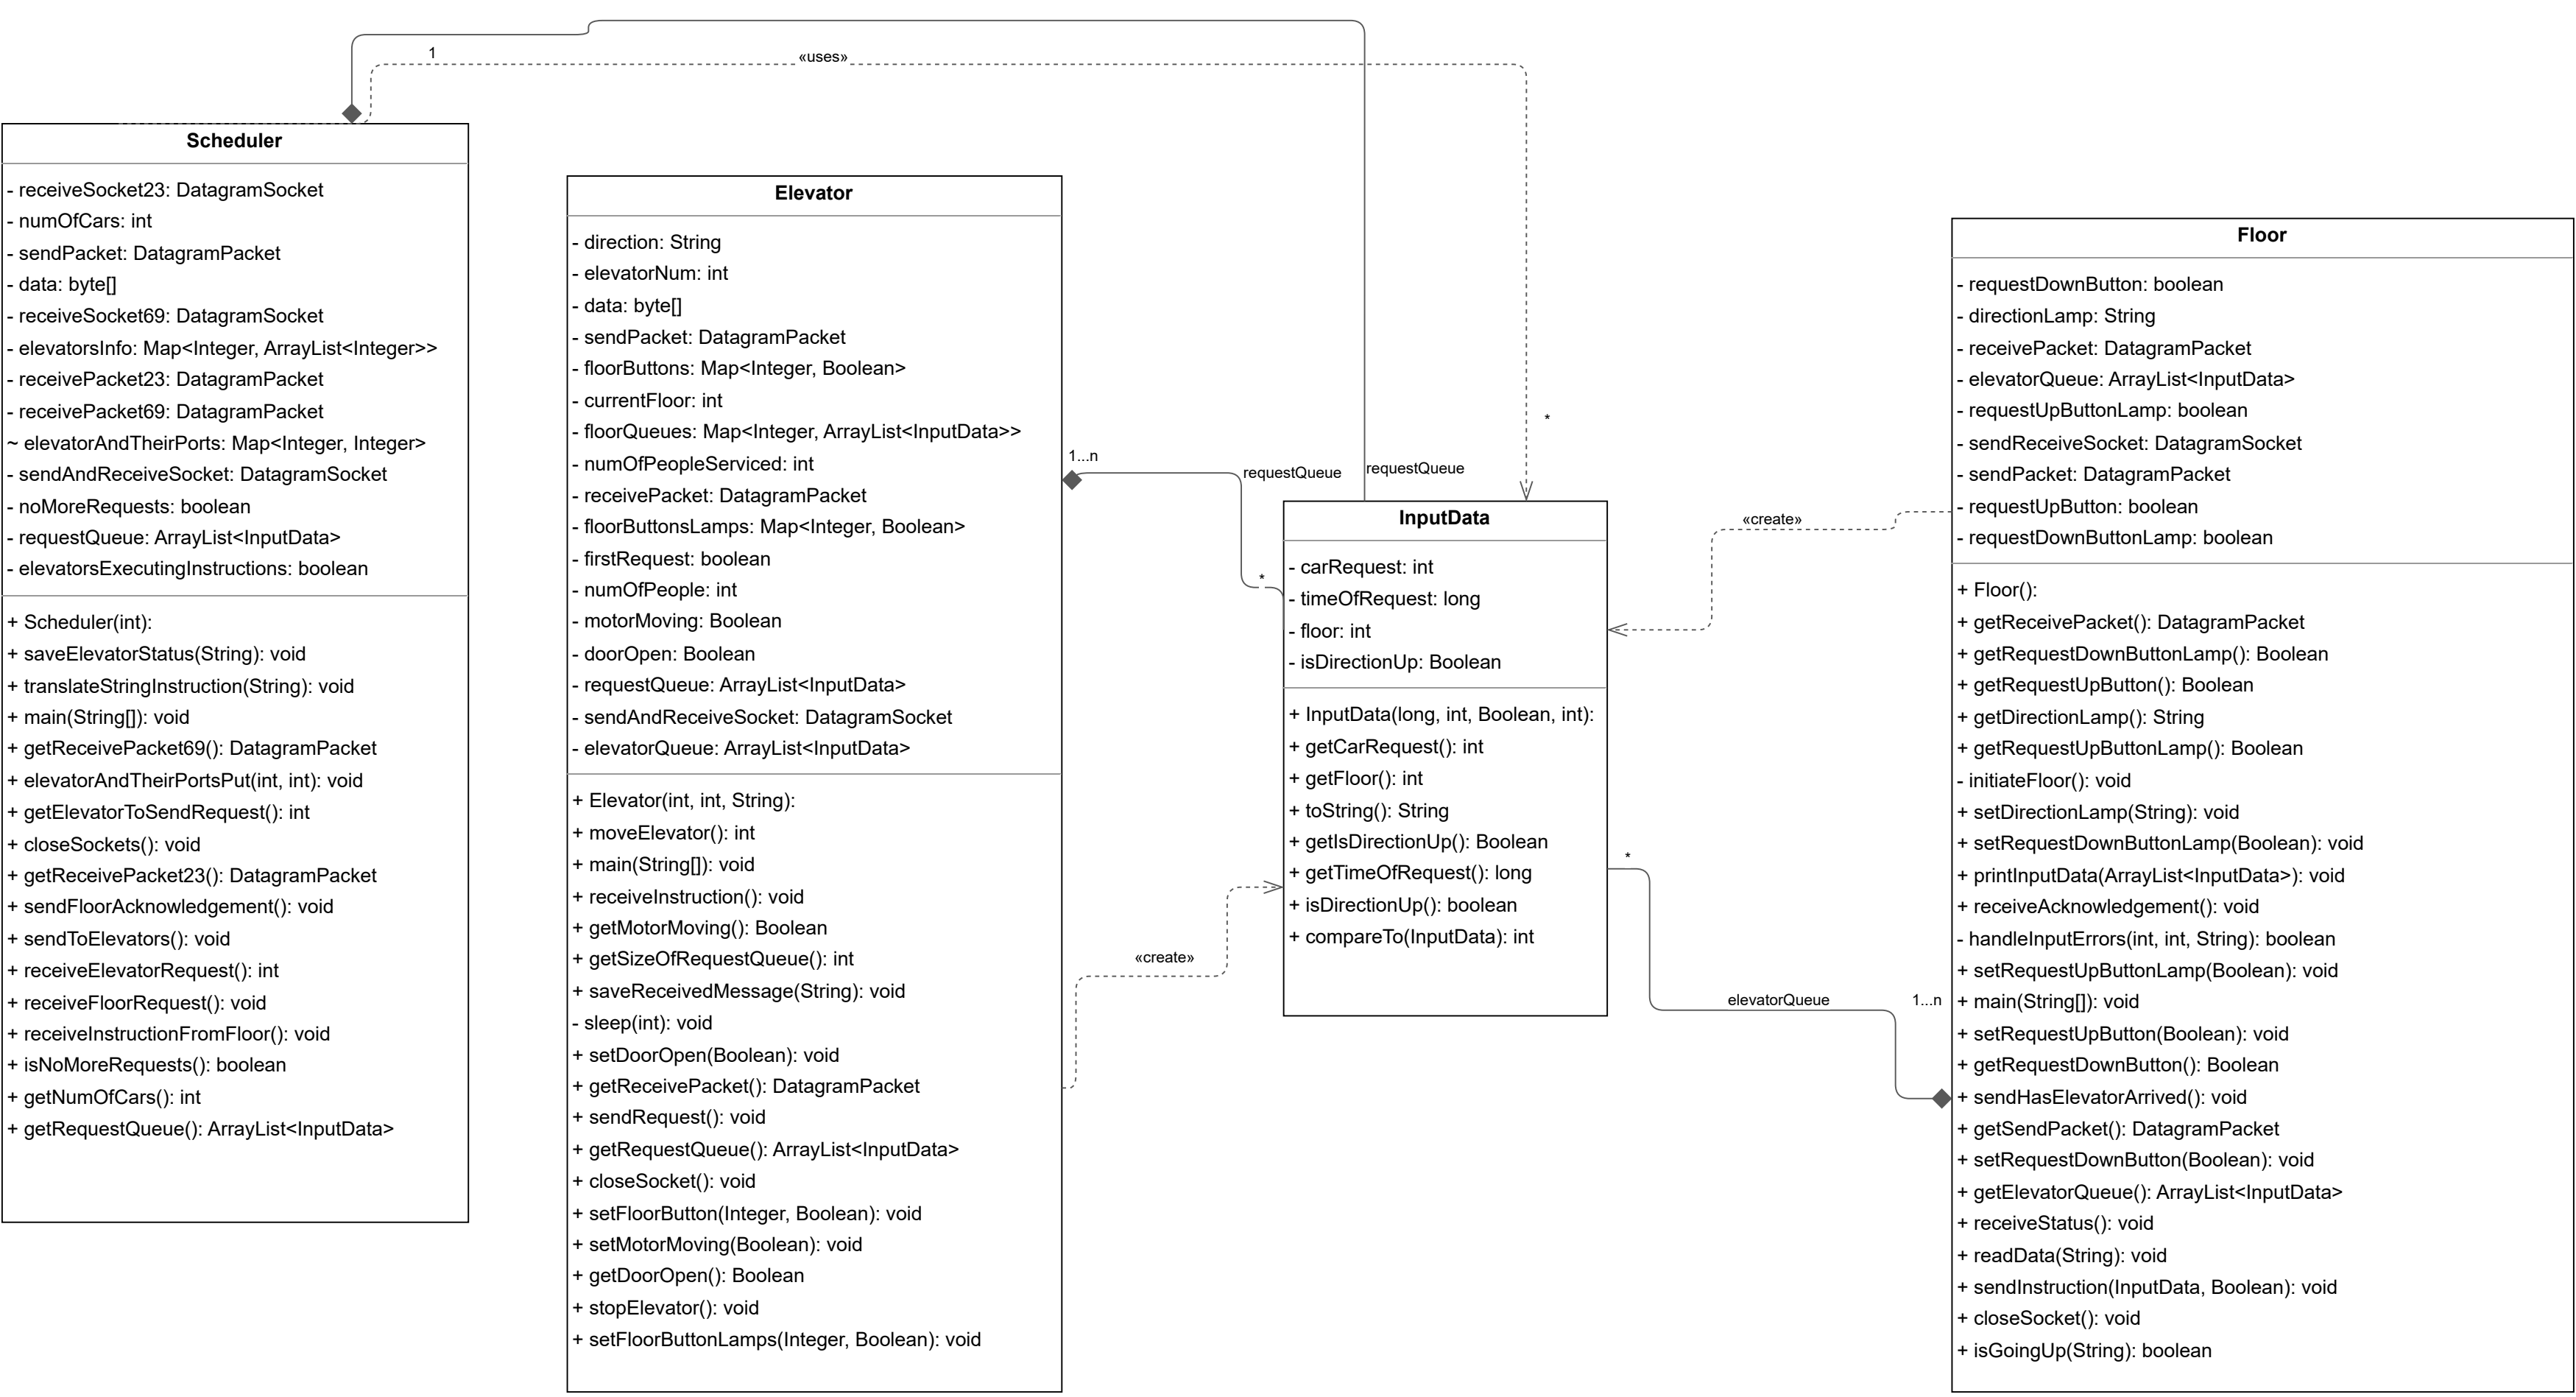 1
«uses»
Scheduler
- receiveSocket23: DatagramSocket
- numOfCars: int
- sendPacket: DatagramPacket
- data: byte[]
- receiveSocket69: DatagramSocket
- elevatorsInfo: Map<Integer, ArrayList<Integer>>
- receivePacket23: DatagramPacket
- receivePacket69: DatagramPacket
~ elevatorAndTheirPorts: Map<Integer, Integer>
- sendAndReceiveSocket: DatagramSocket
- noMoreRequests: boolean
- requestQueue: ArrayList<InputData>
- elevatorsExecutingInstructions: boolean
+ Scheduler(int):
+ saveElevatorStatus(String): void
+ translateStringInstruction(String): void
+ main(String[]): void
+ getReceivePacket69(): DatagramPacket
+ elevatorAndTheirPortsPut(int, int): void
+ getElevatorToSendRequest(): int
+ closeSockets(): void
+ getReceivePacket23(): DatagramPacket
+ sendFloorAcknowledgement(): void
+ sendToElevators(): void
+ receiveElevatorRequest(): int
+ receiveFloorRequest(): void
+ receiveInstructionFromFloor(): void
+ isNoMoreRequests(): boolean
+ getNumOfCars(): int
+ getRequestQueue(): ArrayList<InputData>
Elevator
- direction: String
- elevatorNum: int
- data: byte[]
- sendPacket: DatagramPacket
- floorButtons: Map<Integer, Boolean>
- currentFloor: int
- floorQueues: Map<Integer, ArrayList<InputData>>
- numOfPeopleServiced: int
- receivePacket: DatagramPacket
- floorButtonsLamps: Map<Integer, Boolean>
- firstRequest: boolean
- numOfPeople: int
- motorMoving: Boolean
- doorOpen: Boolean
- requestQueue: ArrayList<InputData>
- sendAndReceiveSocket: DatagramSocket
- elevatorQueue: ArrayList<InputData>
+ Elevator(int, int, String):
+ moveElevator(): int
+ main(String[]): void
+ receiveInstruction(): void
+ getMotorMoving(): Boolean
+ getSizeOfRequestQueue(): int
+ saveReceivedMessage(String): void
- sleep(int): void
+ setDoorOpen(Boolean): void
+ getReceivePacket(): DatagramPacket
+ sendRequest(): void
+ getRequestQueue(): ArrayList<InputData>
+ closeSocket(): void
+ setFloorButton(Integer, Boolean): void
+ setMotorMoving(Boolean): void
+ getDoorOpen(): Boolean
+ stopElevator(): void
+ setFloorButtonLamps(Integer, Boolean): void
1...n
requestQueue
*
requestQueue
*
«create»
InputData
- carRequest: int
- timeOfRequest: long
- floor: int
- isDirectionUp: Boolean
+ InputData(long, int, Boolean, int):
+ getCarRequest(): int
+ getFloor(): int
+ toString(): String
+ getIsDirectionUp(): Boolean
+ getTimeOfRequest(): long
+ isDirectionUp(): boolean
+ compareTo(InputData): int
«create»
*
elevatorQueue
1...n
Floor
- requestDownButton: boolean
- directionLamp: String
- receivePacket: DatagramPacket
- elevatorQueue: ArrayList<InputData>
- requestUpButtonLamp: boolean
- sendReceiveSocket: DatagramSocket
- sendPacket: DatagramPacket
- requestUpButton: boolean
- requestDownButtonLamp: boolean
+ Floor():
+ getReceivePacket(): DatagramPacket
+ getRequestDownButtonLamp(): Boolean
+ getRequestUpButton(): Boolean
+ getDirectionLamp(): String
+ getRequestUpButtonLamp(): Boolean
- initiateFloor(): void
+ setDirectionLamp(String): void
+ setRequestDownButtonLamp(Boolean): void
+ printInputData(ArrayList<InputData>): void
+ receiveAcknowledgement(): void
- handleInputErrors(int, int, String): boolean
+ setRequestUpButtonLamp(Boolean): void
+ main(String[]): void
+ setRequestUpButton(Boolean): void
+ getRequestDownButton(): Boolean
+ sendHasElevatorArrived(): void
+ getSendPacket(): DatagramPacket
+ setRequestDownButton(Boolean): void
+ getElevatorQueue(): ArrayList<InputData>
+ receiveStatus(): void
+ readData(String): void
+ sendInstruction(InputData, Boolean): void
+ closeSocket(): void
+ isGoingUp(String): boolean